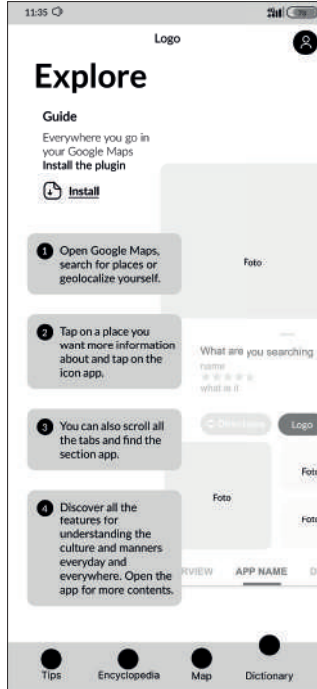 11:35
Logo
Explore
Guide
Everywhere you go in
your Google Maps
Install the plugin
Install
Foto
1 Open Google Maps,
search for places or
geolocalize yourself.
2 Tap on a place you
want more information
about and tap on the
icon app.
What are you searching
name
what is it
Directions
Logo
3 You can also scroll all
the tabs and find the
section app.
Foto
Foto
Foto
4 Discover all the
features for
understanding the
culture and manners
everyday and
everywhere. Open the
app for more contents.
RVIEW
APP NAME
D
Tips
Encyclopedia
Map
Dictionary